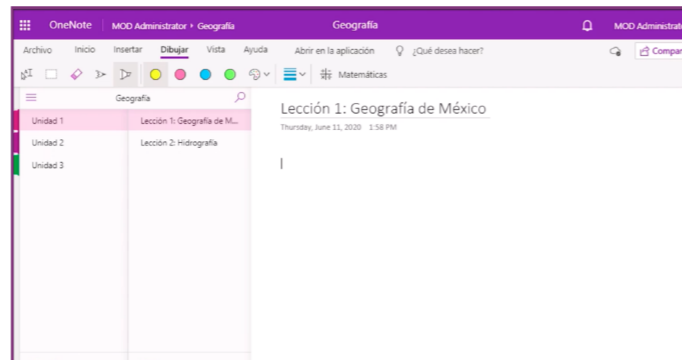 OneNote MOD Administrator › Geografía Geografía MOD Administrat
Archivo Inicio Insertar Dibujar Vista Ayuda Abrir en la aplicación ¿Qué desea hacer? Compar
Matemáticas
Geografía
Unidad 1
Unidad 2
Unidad 3
Lección 1: Geografía de M...
Lección 2: Hidrografía
Lección 1: Geografía de México
Thursday, June 11, 2020 1:58 PM